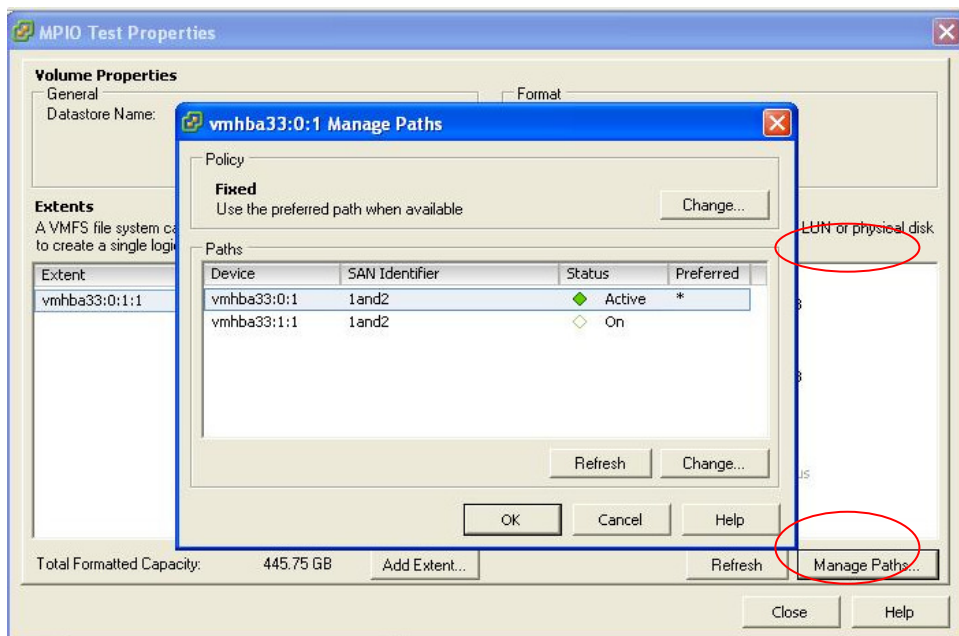 MPIO Test Properties
Volume Properties
General
Format
Datastore Name:
vmhba33:0:1 Manage Paths
Policy
Fixed
Use the preferred path when available
Change...
Extents
A VMFS file system ca
LUN or physical disk
to create a single logi
Paths
Extent
Device SAN Identifier Status Preferred
vmhba33:0:1:1
vmhba33:0:1 1and2 Active *
vmhba33:1:1 1and2 On
Refresh Change...
OK Cancel Help
Total Formatted Capacity: 445.75 GB Add Extent... Refresh Manage Paths...
Close Help